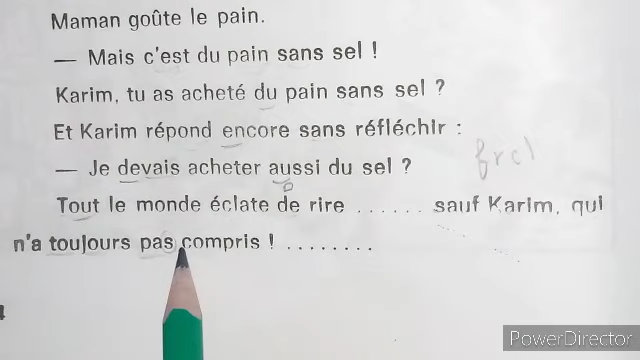 Maman goûte le pain.
— Mais c'est du pain sans sel !
Karim, tu as acheté du pain sans sel ?
Et Karim répond encore sans réfléchir :
— Je devais acheter aussi du sel ?
Tout le monde éclate de rire ...... sauf Karim, qui
n'a toujours pas compris ! ........
PowerDirector